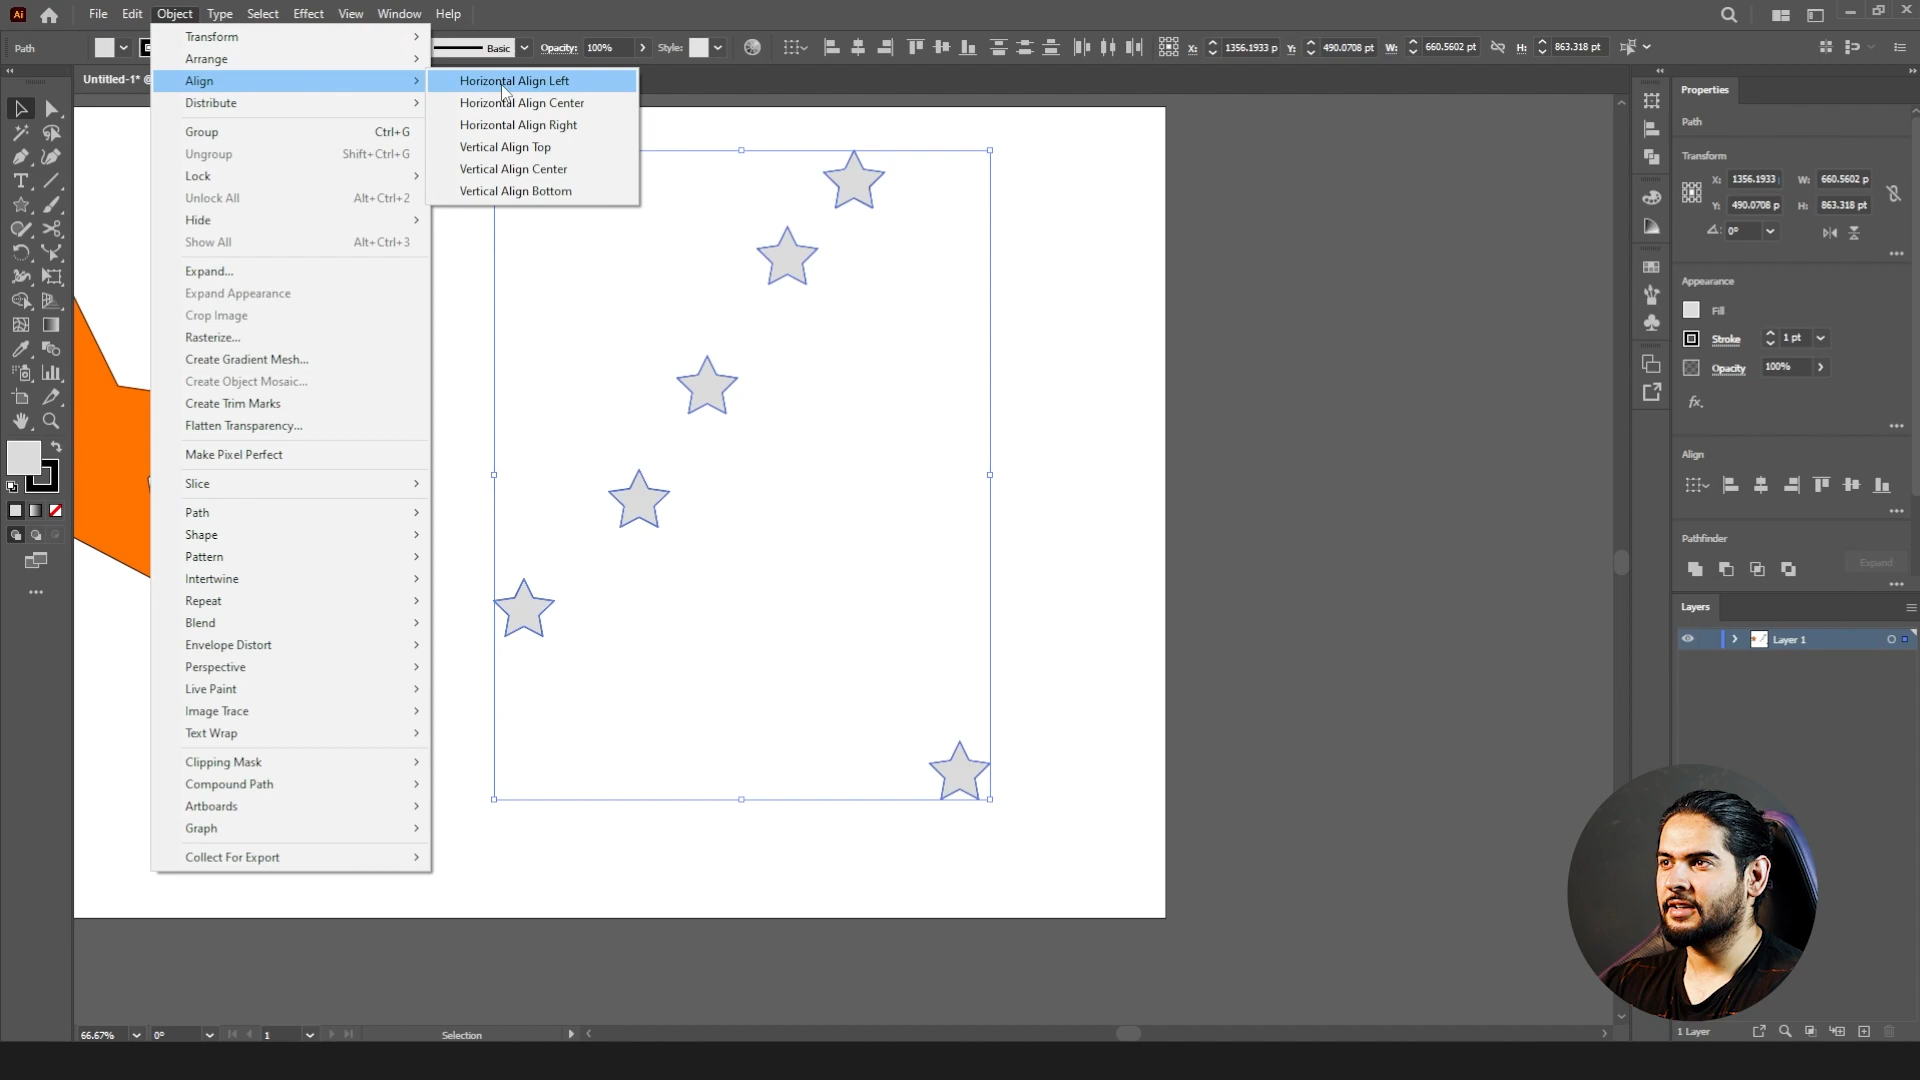 Ai File Edit Object Type Select Effect View Window Help
Path Basic Opacity: 100% Style: X: 1356.1933 p Y: 490.0708 pt W: 660.5602 pt H: 863.318 pt
Untitled-1* @
Transform
Arrange
Align
Distribute
Group Ctrl+G
Ungroup Shift+Ctrl+G
Lock
Unlock All Alt+Ctrl+2
Hide
Show All Alt+Ctrl+3
Expand...
Expand Appearance
Crop Image
Rasterize...
Create Gradient Mesh...
Create Object Mosaic...
Create Trim Marks
Flatten Transparency...
Make Pixel Perfect
Slice
Path
Shape
Pattern
Intertwine
Repeat
Blend
Envelope Distort
Perspective
Live Paint
Image Trace
Text Wrap
Clipping Mask
Compound Path
Artboards
Graph
Collect For Export
Horizontal Align Left
Horizontal Align Center
Horizontal Align Right
Vertical Align Top
Vertical Align Center
Vertical Align Bottom
Properties
Path
Transform
X: 1356.1933 W: 660.5602 p
Y: 490.0708 p H: 863.318 pt
0°
Appearance
Fill
Stroke 1 pt
Opacity 100%
fx.
Align
Pathfinder
Expand
Layers
Layer 1
1 Layer
66.67% 0° 1 Selection